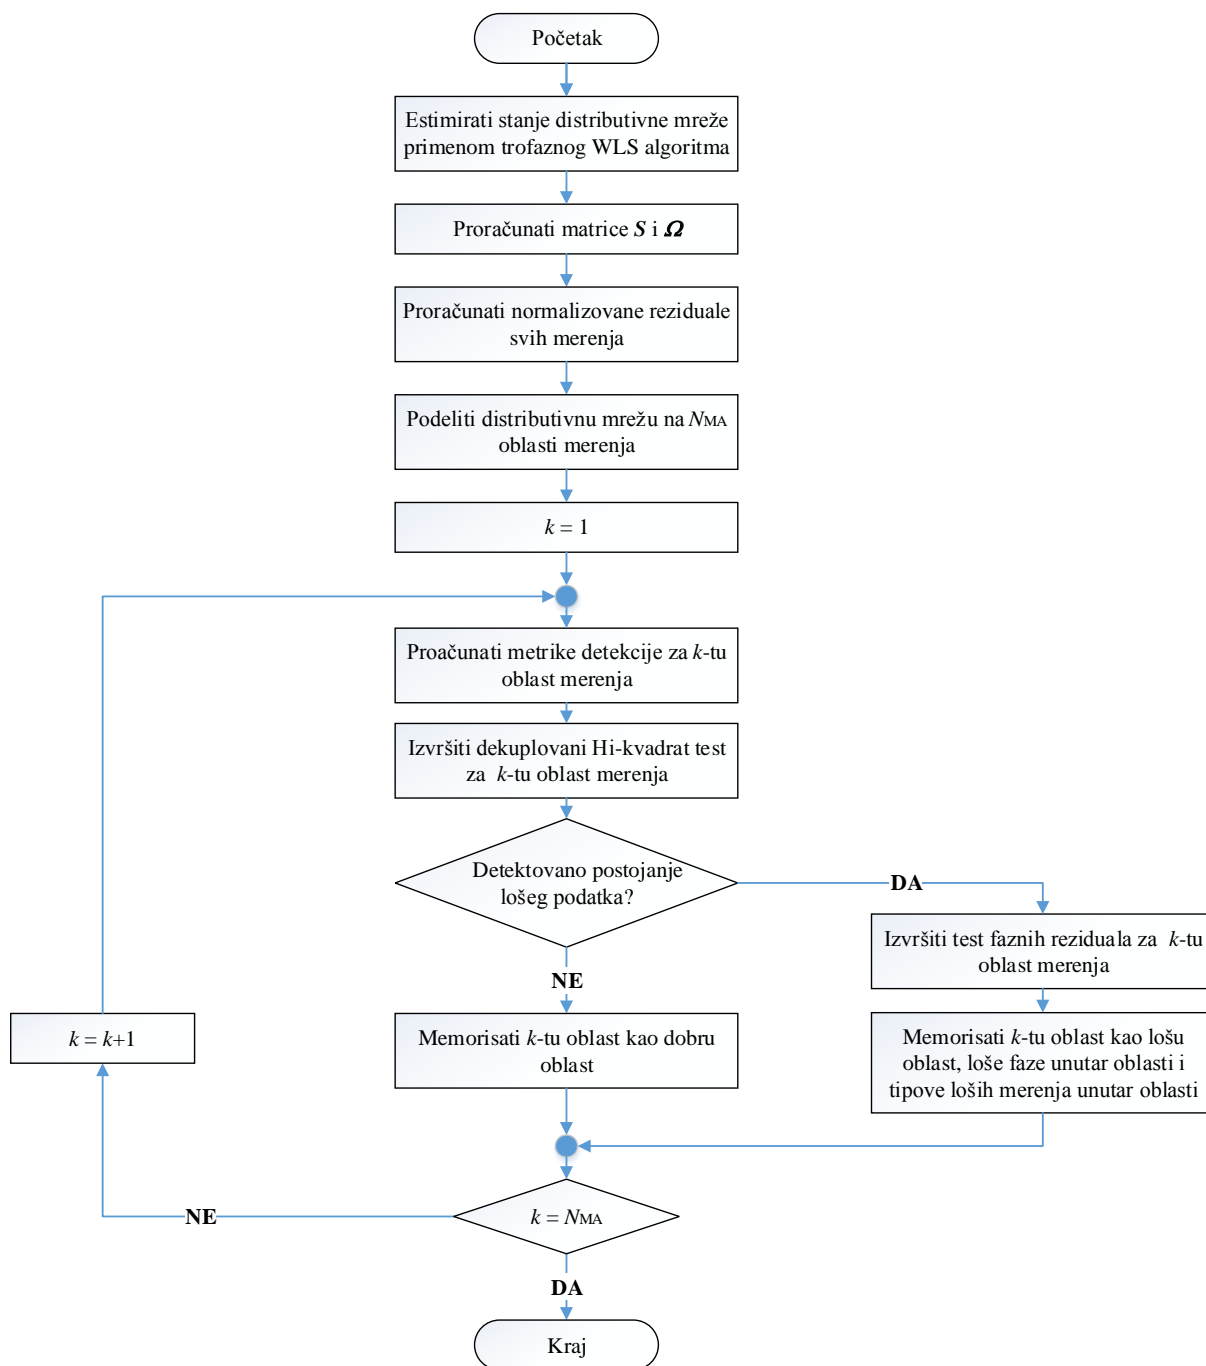 Početak
Estimirati stanje distributivne mreže
primenom trofaznog WLS algoritma
Proračunati matrice S i Ω
Proračunati normalizovane reziduale
svih merenja
Podeliti distributivnu mrežu na NMA
oblasti merenja
k = 1
Proačunati metrike detekcije za k-tu
oblast merenja
Izvršiti dekuplovani Hi-kvadrat test
za k-tu oblast merenja
Detektovano postojanje
lošeg podatka?
DA
Izvršiti test faznih reziduala za k-tu
oblast merenja
NE
Memorisati k-tu oblast kao dobru
oblast
Memorisati k-tu oblast kao lošu
oblast, loše faze unutar oblasti i
tipove loših merenja unutar oblasti
k = k+1
NE
k = NMA
DA
Kraj